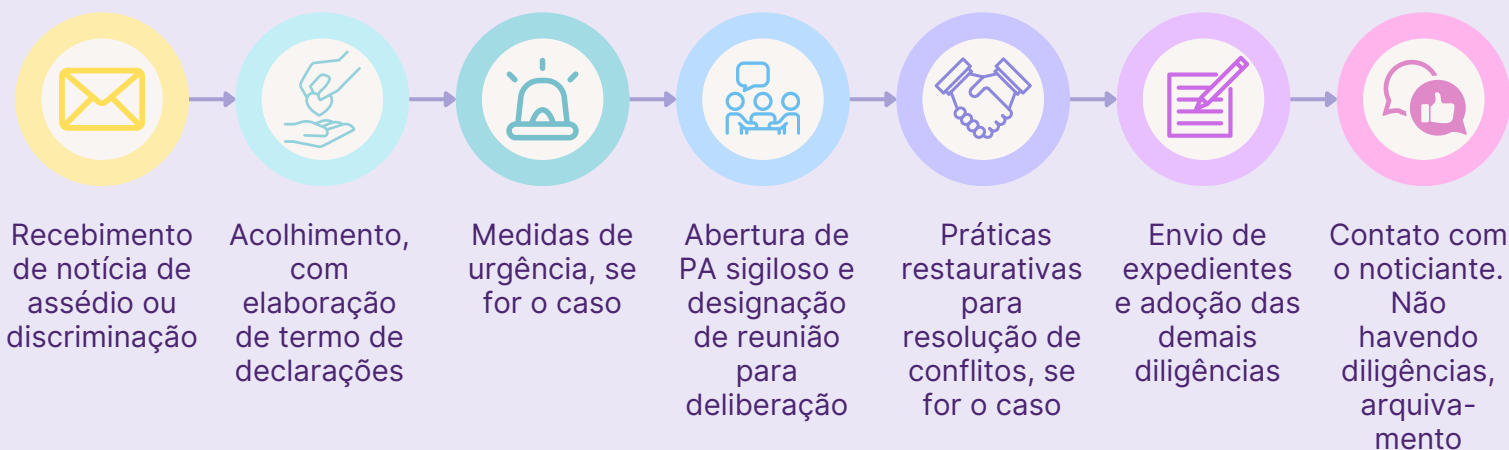 Recebimento
de notícia de
assédio ou
discriminação
Acolhimento,
com
elaboração
de termo de
declarações
Medidas de
urgência, se
for o caso
Abertura de
PA sigiloso e
designação
de reunião
para
deliberação
Práticas
restaurativas
para
resolução de
conflitos, se
for o caso
Envio de
expedientes
e adoção das
demais
diligências
Contato com
o noticiante.
Não
havendo
diligências,
arquiva-
mento